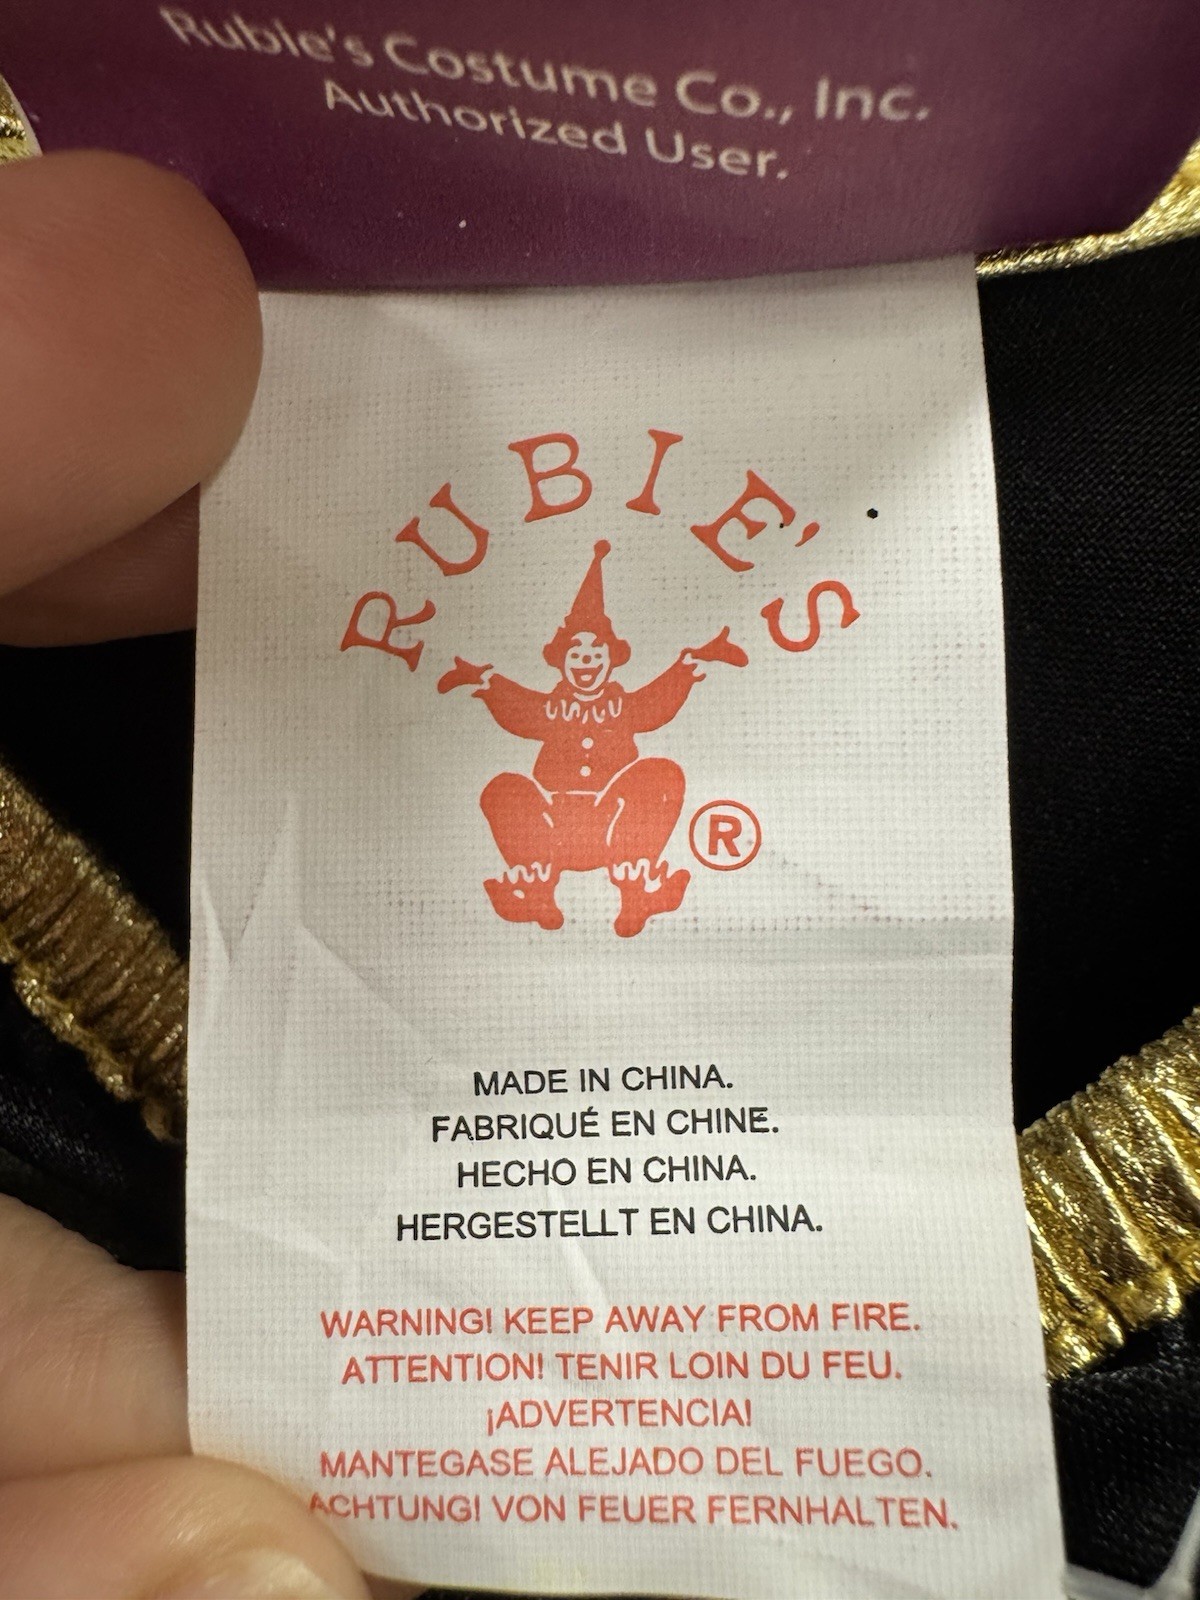 Rubie's Costume Co., Inc.
Authorized User.
RUBIE'S
®
MADE IN CHINA.
FABRIQUÉ EN CHINE.
HECHO EN CHINA.
HERGESTELLT EN CHINA.
WARNING! KEEP AWAY FROM FIRE.
ATTENTION! TENIR LOIN DU FEU.
¡ADVERTENCIA!
MANTEGASE ALEJADO DEL FUEGO.
ACHTUNG! VON FEUER FERNHALTEN.